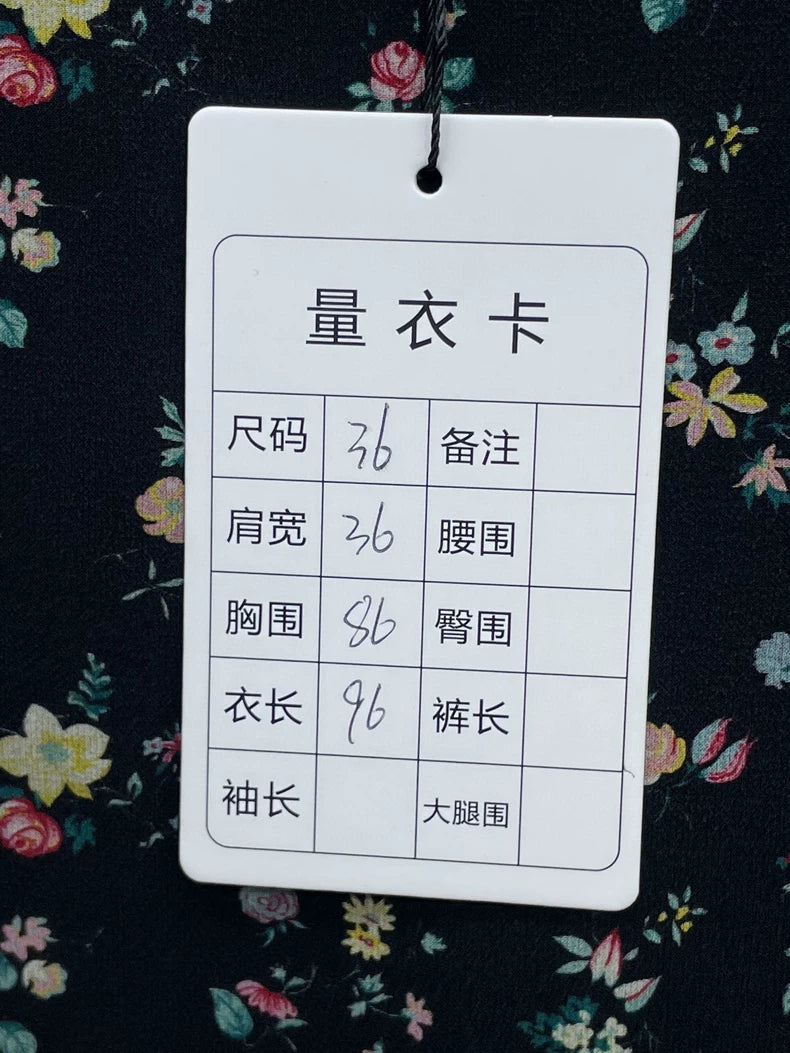 量衣卡
尺码 36 备注
肩宽 36 腰围
胸围 86 臀围
衣长 96 裤长
袖长 大腿围